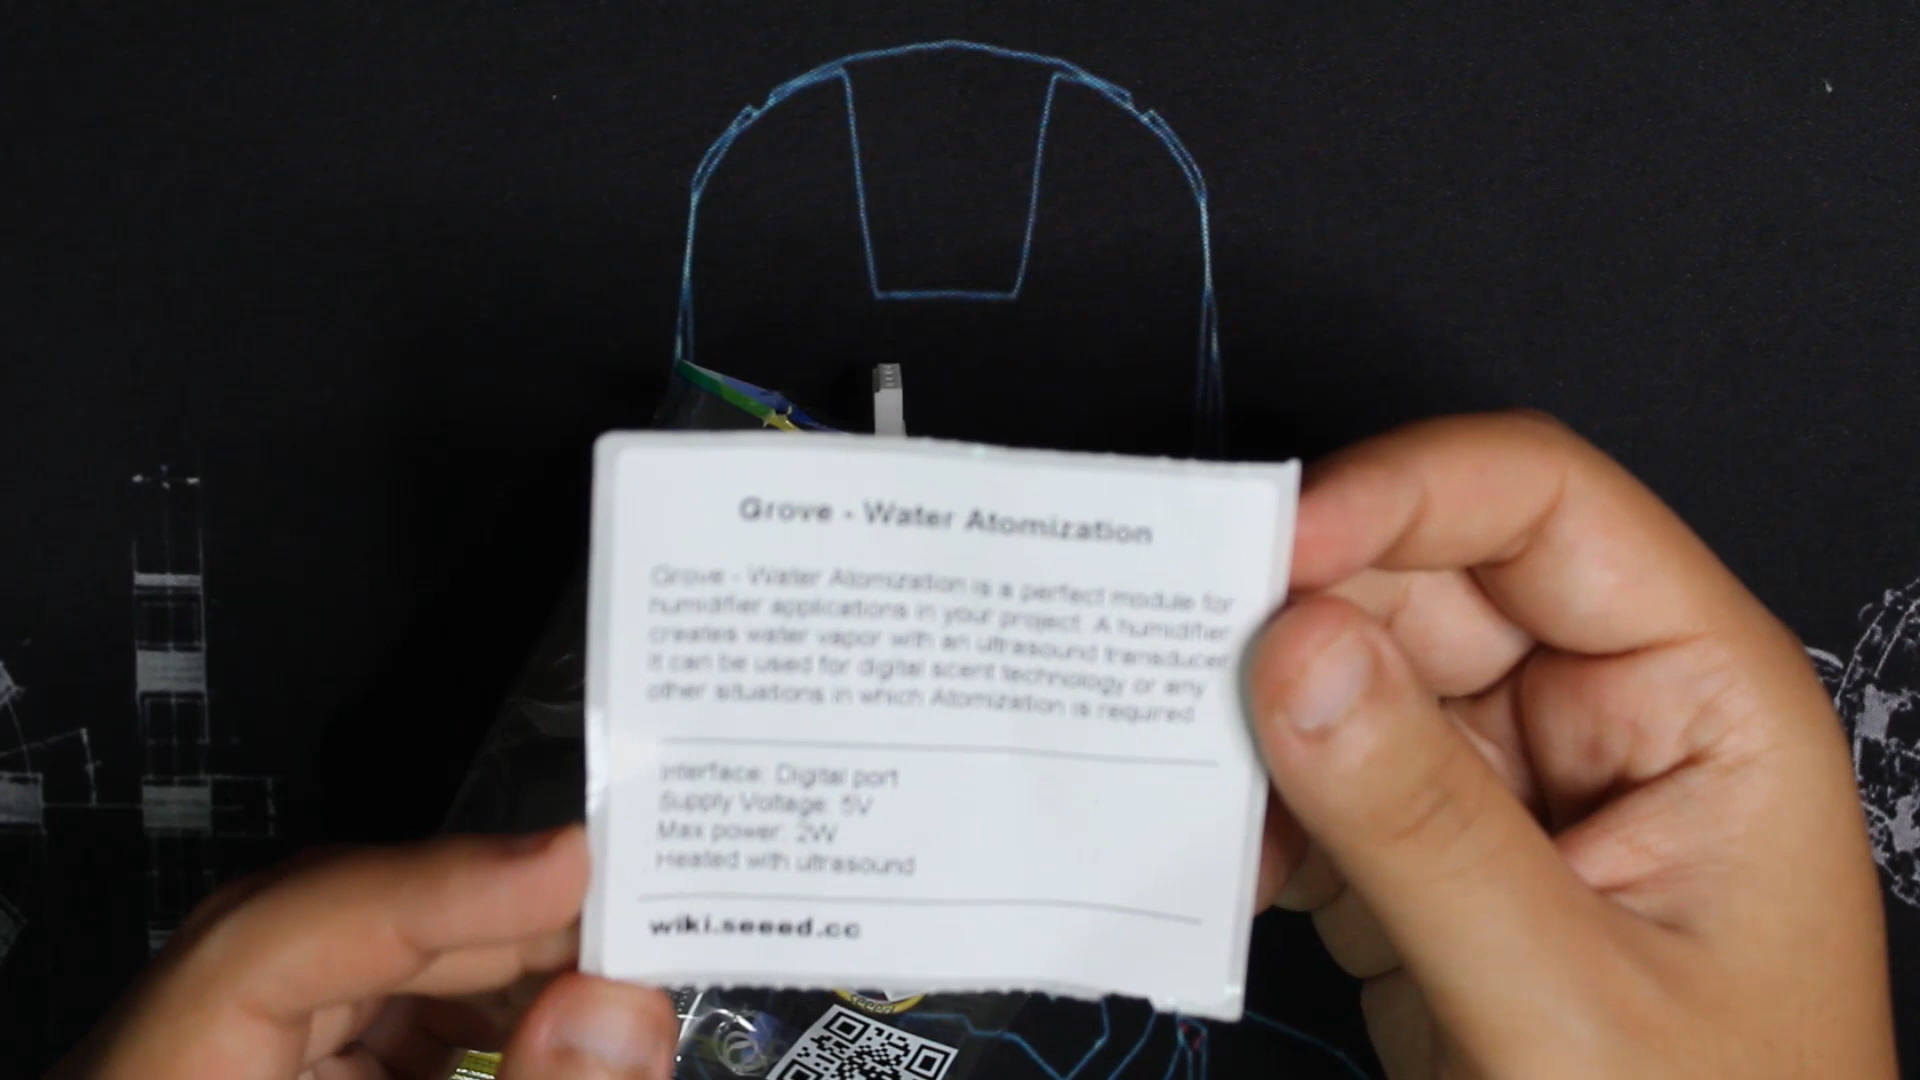 Grove - Water Atomization
Grove - Water Atomization is a perfect module for
humidifier applications in your project. A humidifier
creates water vapor with an ultrasound transducer.
It can be used for digital scent technology or any
other situations in which Atomization is required.
Interface: Digital port
Supply Voltage: 5V
Max power: 2W
Heated with ultrasound
wiki.seeed.cc
seeed